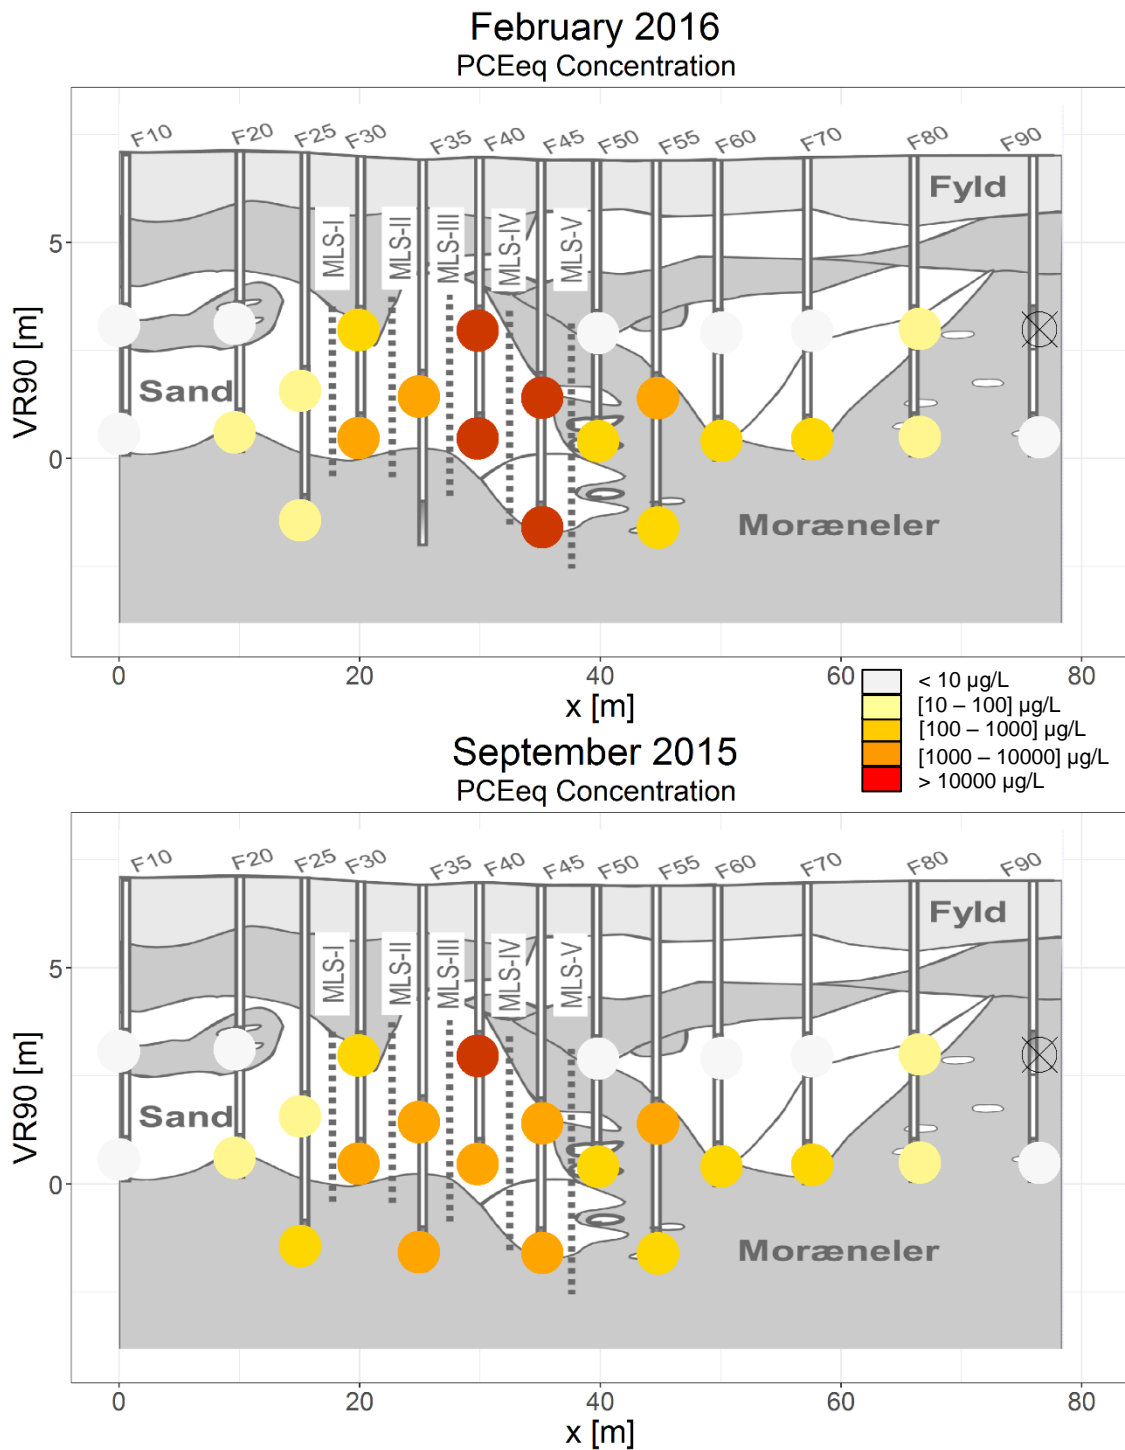 February 2016
PCEeq Concentration
F10 F20 F25 F30 F35 F40 F45 F50 F55 F60 F70 F80 F90
Fyld
MLS-I MLS-II MLS-III MLS-IV MLS-V
5
Sand
0
Moræneler
VR90 [m]
0 20 40 60 80
x [m]
< 10 µg/L
[10 – 100] µg/L
[100 – 1000] µg/L
[1000 – 10000] µg/L
> 10000 µg/L
September 2015
PCEeq Concentration
F10 F20 F25 F30 F35 F40 F45 F50 F55 F60 F70 F80 F90
Fyld
MLS-I MLS-II MLS-III MLS-IV MLS-V
5
Sand
0
Moræneler
VR90 [m]
0 20 40 60 80
x [m]